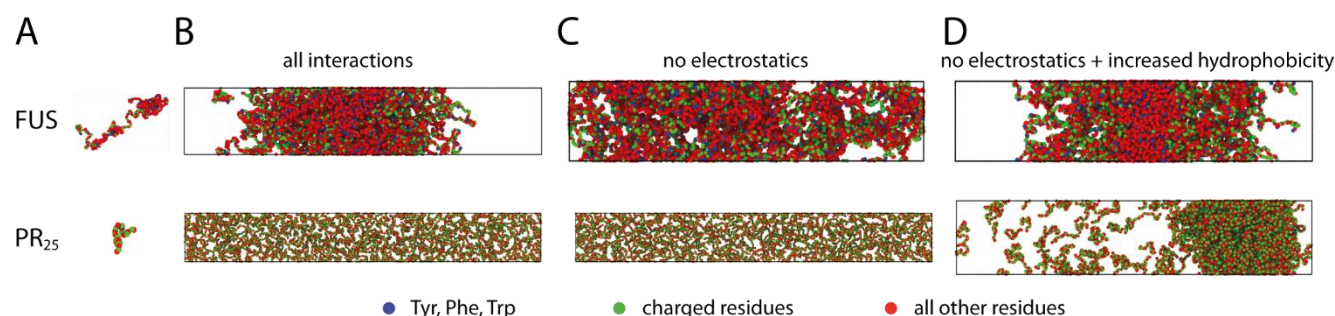 A
B
C
D
all interactions
no electrostatics
no electrostatics + increased hydrophobicity
FUS
PR₂₅
Tyr, Phe, Trp
charged residues
all other residues